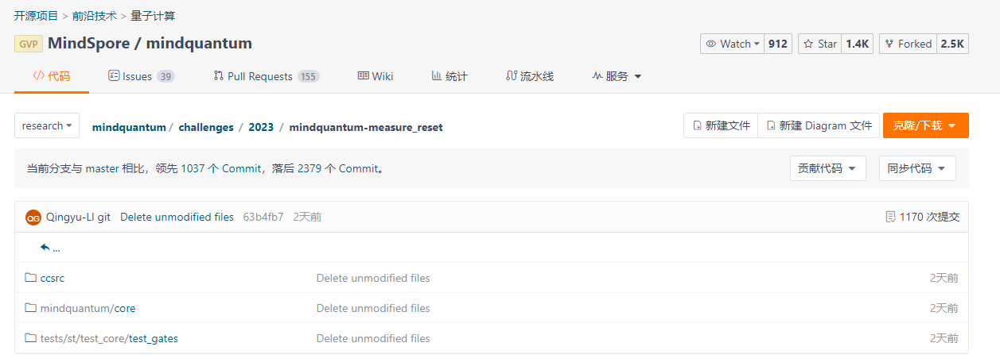 开源项目 > 前沿技术 > 量子计算
GVP MindSpore / mindquantum Watch 912 Star 1.4K Forked 2.5K
代码 Issues 39 Pull Requests 155 Wiki 统计 流水线 服务
research mindquantum / challenges / 2023 / mindquantum-measure_reset 新建文件 新建 Diagram 文件 克隆/下载
当前分支与 master 相比，领先 1037 个 Commit，落后 2379 个 Commit。 贡献代码 同步代码
QG Qingyu-LI git Delete unmodified files 63b4fb7 2天前 1170 次提交
...
ccsrc Delete unmodified files 2天前
mindquantum/core Delete unmodified files 2天前
tests/st/test_core/test_gates Delete unmodified files 2天前